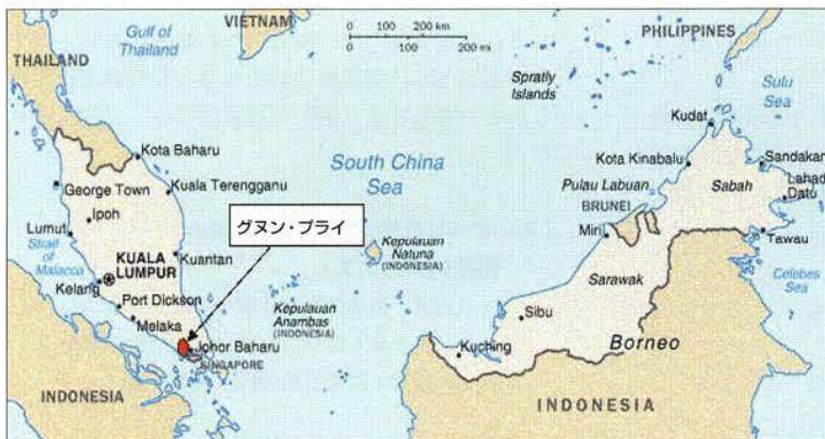 Gulf of
Thailand
VIETNAM
THAILAND
0 100 200 km
0 100 200 mi
PHILIPPINES
Spratly
Islands
Sulu
Sea
Kudat
Kota Baharu
South China
Sea
Kota Kinabalu
Sandakan
George Town
Kuala Terengganu
Pulau Labuan
Sabah
Lahad
Datu
Ipoh
BRUNEI
グヌン・プライ
Lumut
Miri
Tawau
Strait
of
Malacca
KUALA
LUMPUR
Kuantan
Kepulauan
Natuna
(INDONESIA)
Celebes
Sea
Kelang
Sarawak
Port Dickson
Kepulauan
Anambas
(INDONESIA)
Sibu
Melaka
Johor Baharu
SINGAPORE
Kuching
Borneo
INDONESIA
INDONESIA